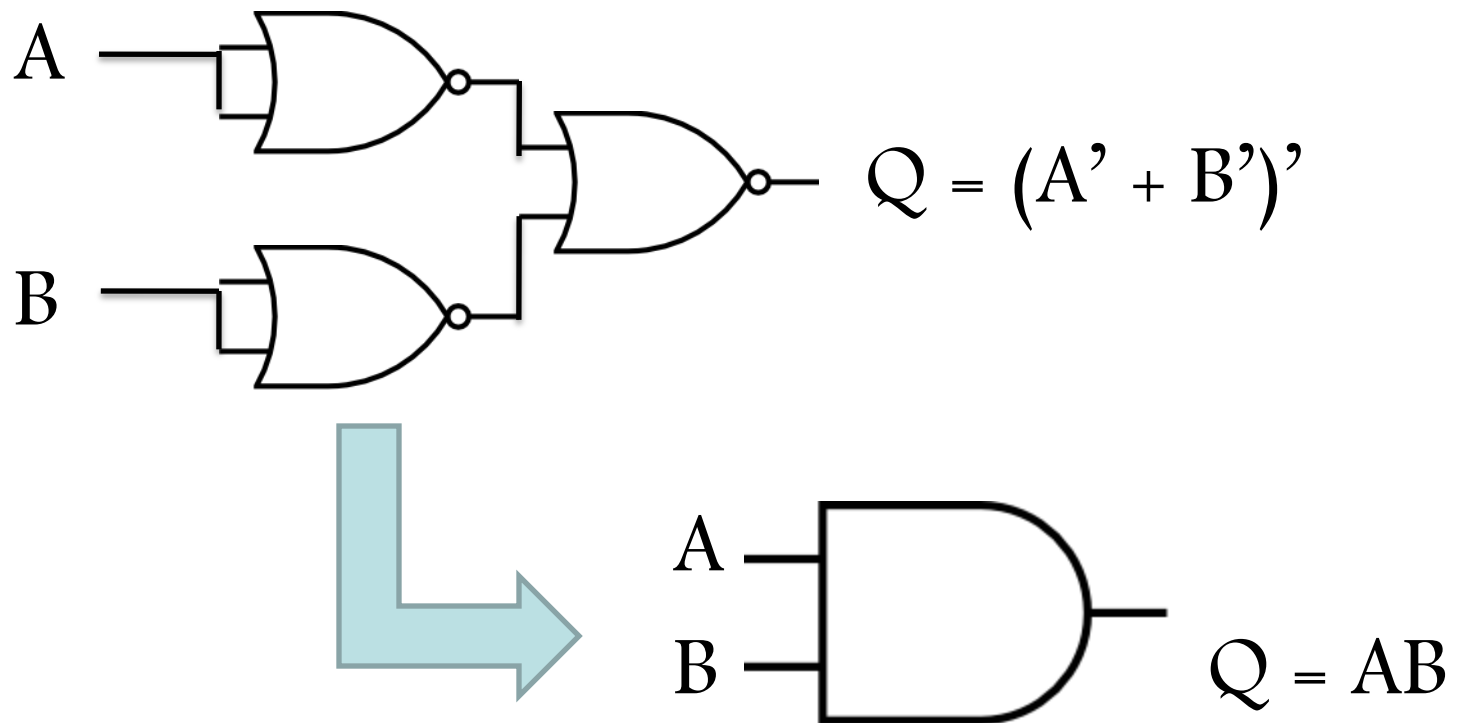 A
Q = (A’ + B’)’
B
A
B
Q = AB